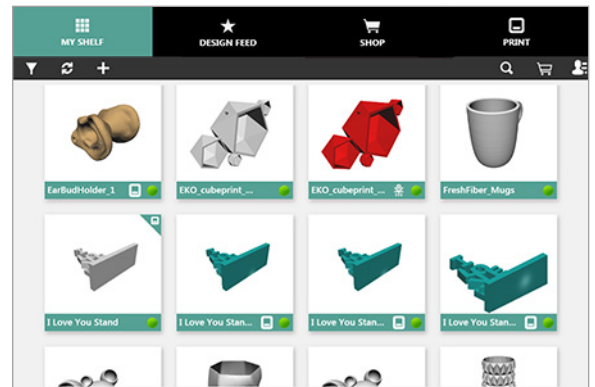 MY SHELF
DESIGN FEED
SHOP
PRINT
EarBudHolder_1
EKO_cubeprint_...
EKO_cubeprint_...
FreshFiber_Mugs
I Love You Stand
I Love You Stan...
I Love You Stan...
I Love You Stan...